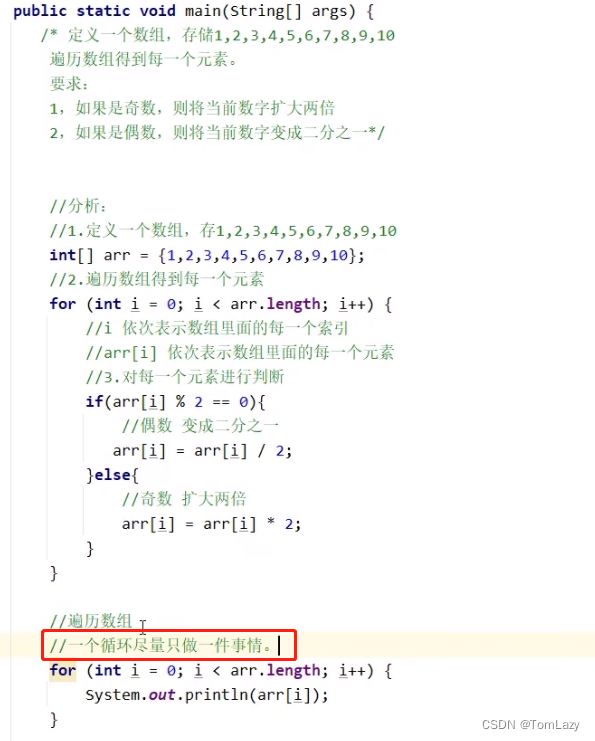 public static void main(String[] args) {
/* 定义一个数组，存储1,2,3,4,5,6,7,8,9,10
遍历数组得到每一个元素。
要求：
1，如果是奇数，则将当前数字扩大两倍
2，如果是偶数，则将当前数字变成二分之一*/
//分析：
//1.定义一个数组，存1,2,3,4,5,6,7,8,9,10
int[] arr = {1,2,3,4,5,6,7,8,9,10};
//2.遍历数组得到每一个元素
for (int i = 0; i < arr.length; i++) {
//i 依次表示数组里面的每一个索引
//arr[i] 依次表示数组里面的每一个元素
//3.对每一个元素进行判断
if(arr[i] % 2 == 0){
//偶数 变成二分之一
arr[i] = arr[i] / 2;
}else{
//奇数 扩大两倍
arr[i] = arr[i] * 2;
}
}
//遍历数组
//一个循环尽量只做一件事情。
for (int i = 0; i < arr.length; i++) {
System.out.println(arr[i]);
}
CSDN @TomLazy